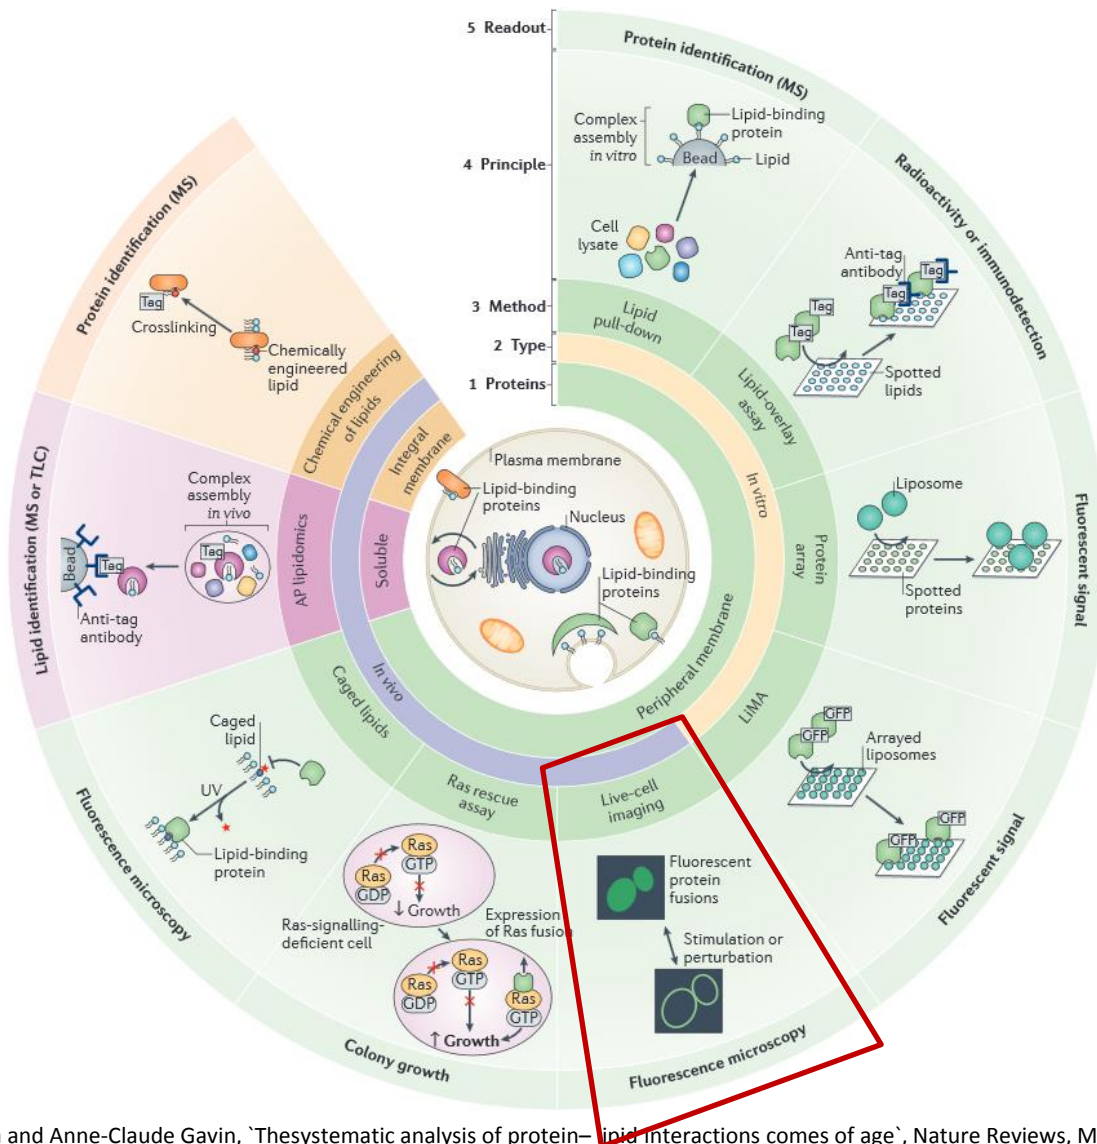 5 Readout
4 Principle
3 Method
2 Type
1 Proteins
Protein identification (MS)
Complex
assembly
in vitro
Lipid-binding
protein
Bead
Lipid
Cell
lysate
Lipid
pull-down
Radioactivity or immunodetection
Anti-tag
antibody
Tag
Tag
Tag
Tag
Spotted
lipids
Lipid-overlay
assay
In vitro
Fluorescent signal
Liposome
Spotted
proteins
Protein
array
Fluorescent signal
GFP
GFP
Arrayed
liposomes
GFP
GFP
LiMA
Peripheral membrane
Live-cell
imaging
Fluorescent
protein
fusions
Stimulation or
perturbation
Fluorescence microscopy
Ras rescue
assay
Ras
GDP
Ras
GTP
↓ Growth
Ras-signalling-
deficient cell
Expression
of Ras fusion
Ras
GDP
Ras
GTP
Ras
GTP
↑ Growth
Colony growth
Caged lipids
In vivo
Caged
lipid
UV
Lipid-binding
protein
Fluorescence microscopy
AP lipidomics
Soluble
Complex
assembly
in vivo
Tag
Tag
Bead
Anti-tag
antibody
Lipid identification (MS or TLC)
Chemical engineering
of lipids
Integral
membrane
Tag
Crosslinking
Chemically
engineered
lipid
Protein identification (MS)
Plasma membrane
Lipid-binding
proteins
Nucleus
Lipid-binding
proteins
and Anne-Claude Gavin, `Thesystematic analysis of protein– lipid interactions comes of age`, Nature Reviews, M